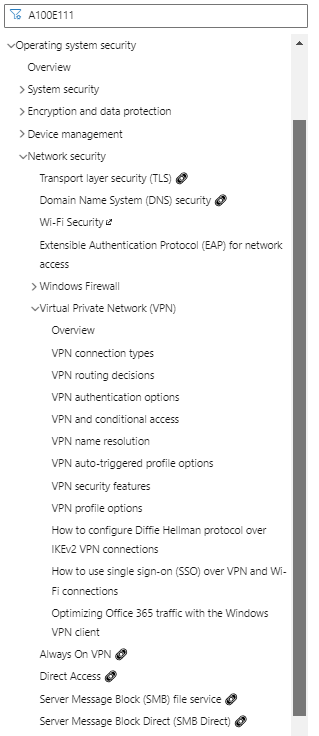 A100E111
Operating system security
Overview
System security
Encryption and data protection
Device management
Network security
Transport layer security (TLS)
Domain Name System (DNS) security
Wi-Fi Security
Extensible Authentication Protocol (EAP) for network
access
Windows Firewall
Virtual Private Network (VPN)
Overview
VPN connection types
VPN routing decisions
VPN authentication options
VPN and conditional access
VPN name resolution
VPN auto-triggered profile options
VPN security features
VPN profile options
How to configure Diffie Hellman protocol over
IKEv2 VPN connections
How to use single sign-on (SSO) over VPN and Wi-
Fi connections
Optimizing Office 365 traffic with the Windows
VPN client
Always On VPN
Direct Access
Server Message Block (SMB) file service
Server Message Block Direct (SMB Direct)